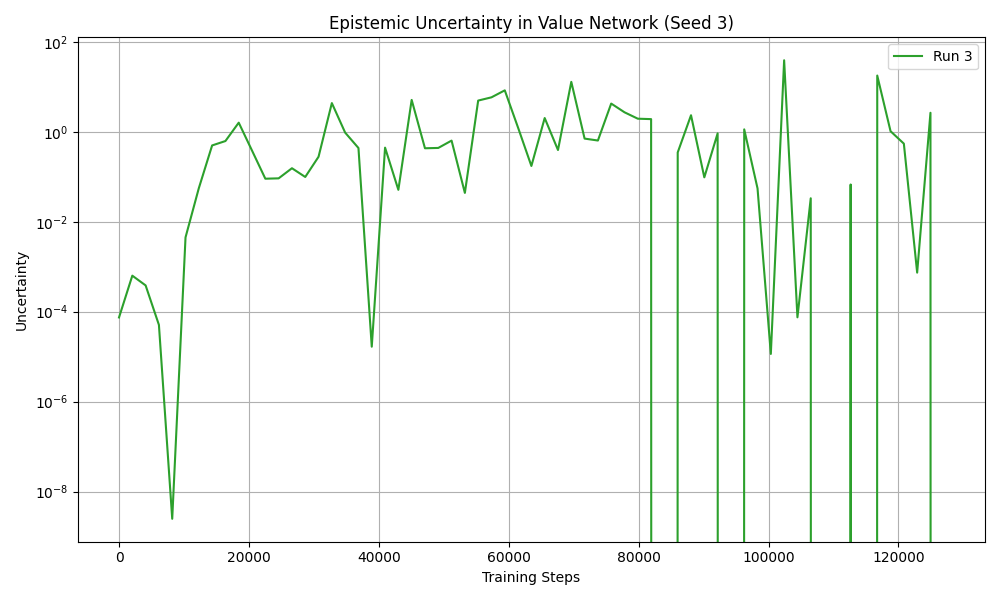 Epistemic Uncertainty in Value Network (Seed 3)
Run 3
10^2
10^0
10^-2
10^-4
10^-6
10^-8
Uncertainty
0 20000 40000 60000 80000 100000 120000
Training Steps